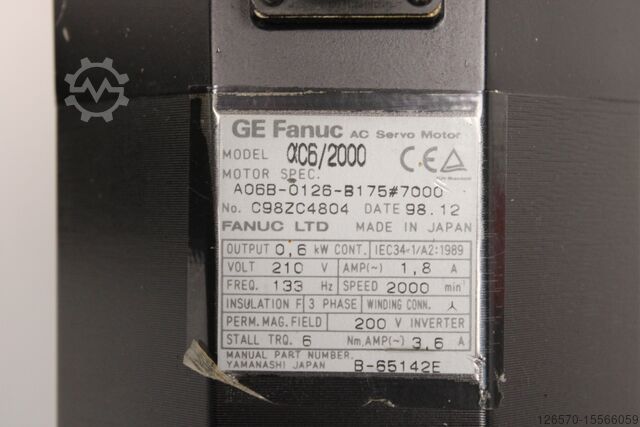 GE Fanuc AC Servo Motor
MODEL αC6/2000
MOTOR SPEC.
A06B-0126-B175#7000
No. C98ZC4804 DATE 98.12
FANUC LTD MADE IN JAPAN
OUTPUT 0,6 kW CONT. IEC34-1/A2:1989
VOLT 210 V AMP(~) 1,8 A
FREQ. 133 Hz SPEED 2000 min⁻¹
INSULATION F 3 PHASE WINDING CONN. 人
PERM.MAG.FIELD 200 V INVERTER
STALL TRQ. 6 Nm,AMP(~) 3,6 A
MANUAL PART NUMBER. B-65142E
YAMANASHI JAPAN
126570-15566059